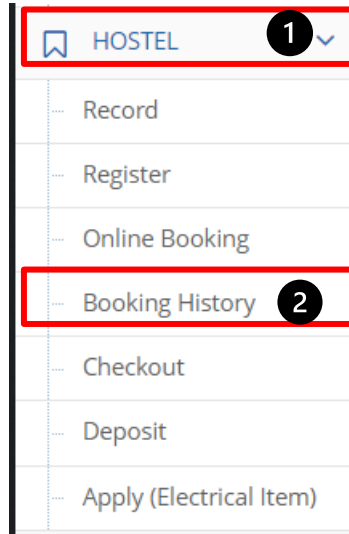 HOSTEL 1
Record
Register
Online Booking
Booking History 2
Checkout
Deposit
Apply (Electrical Item)